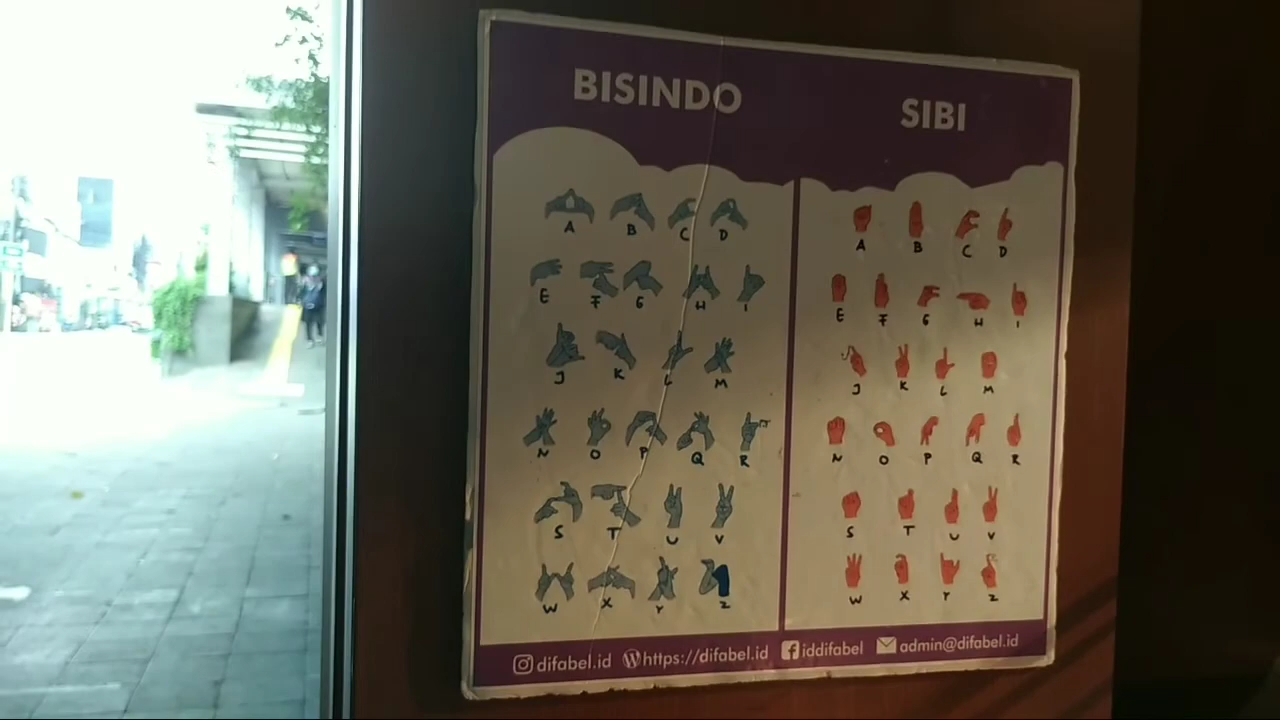 BISINDO
A B C D
E F G H I
J K L M
N O P Q R
S T U V
W X Y Z
SIBI
A B C D
E F G H I
J K L M
N O P Q R
S T U V
W X Y Z
difabel.id https://difabel.id iddifabel admin@difabel.id